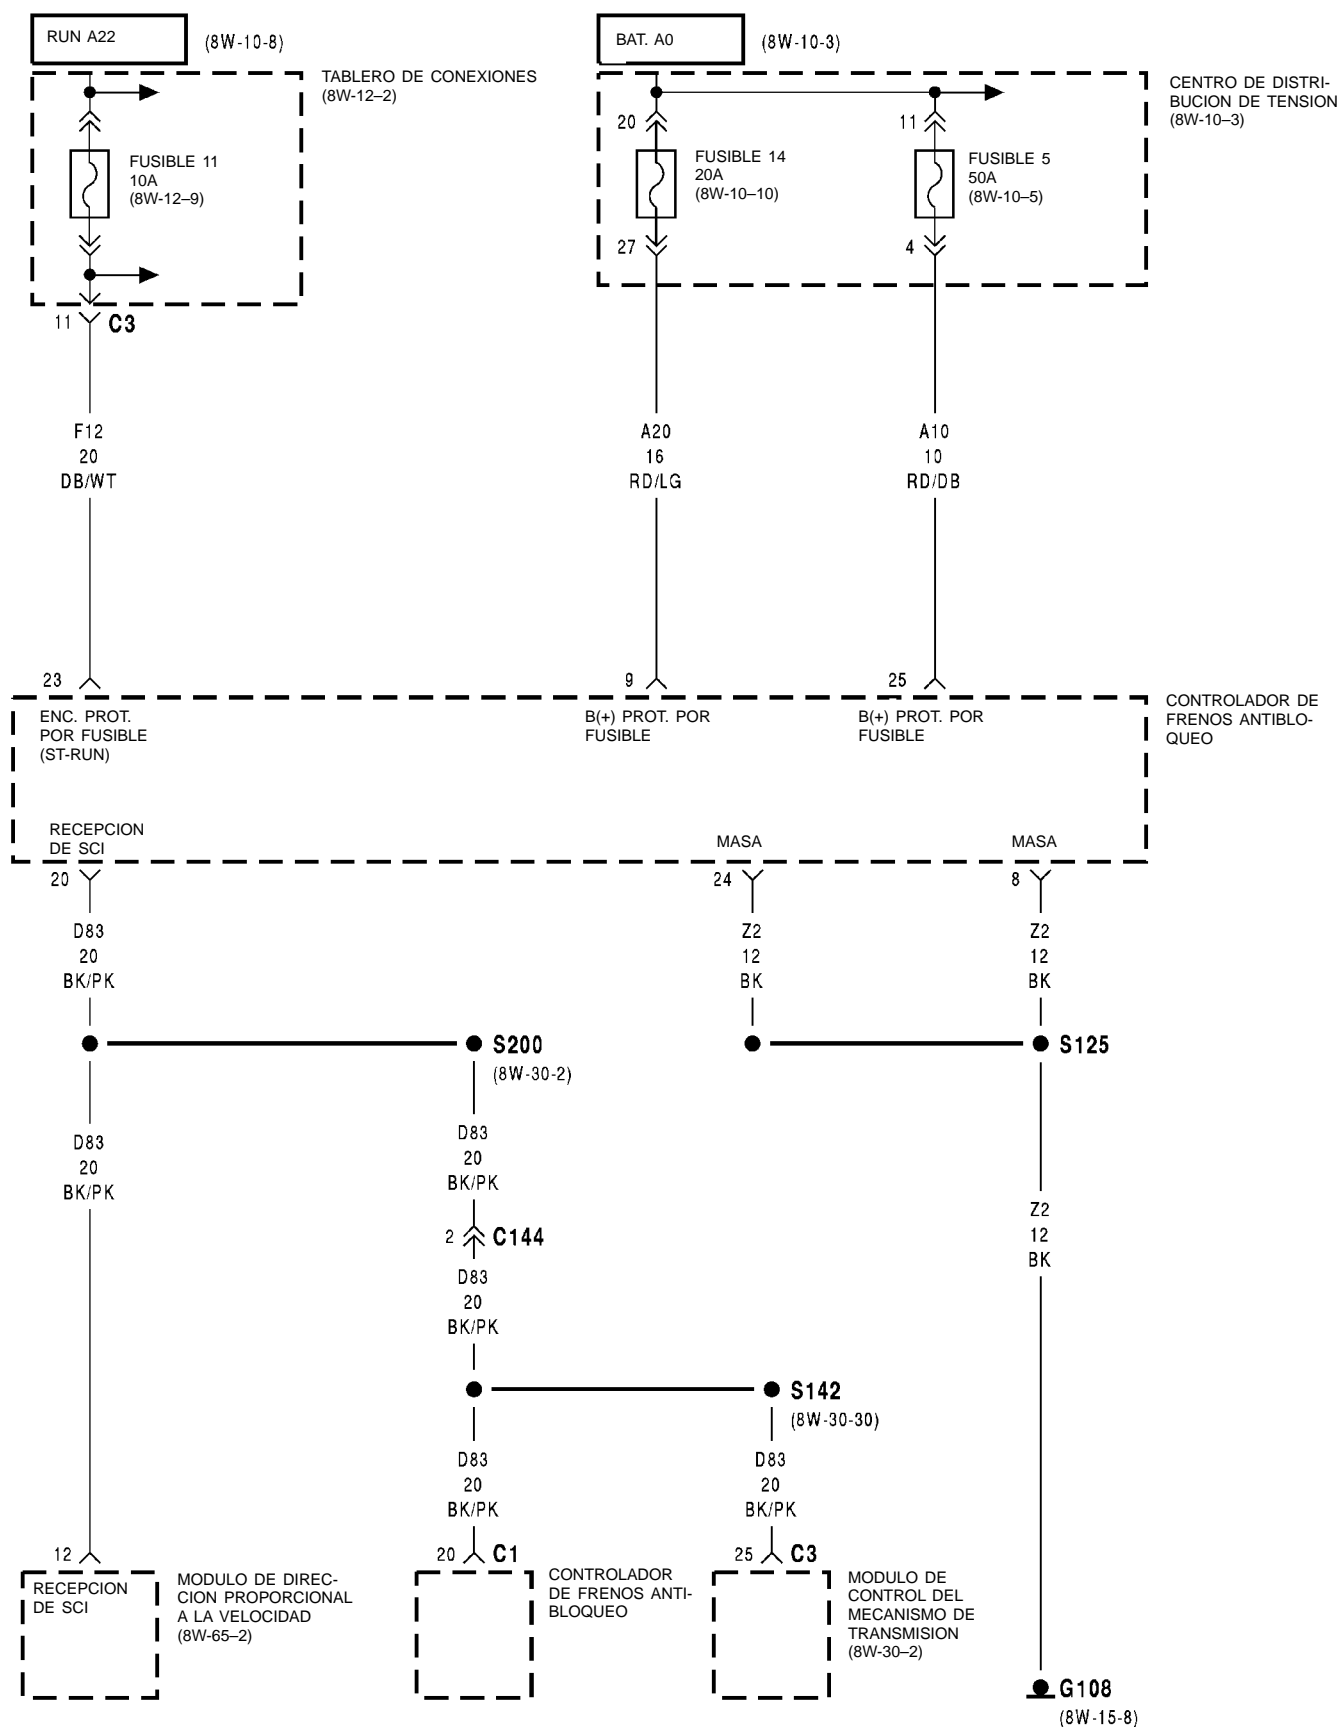 RUN A22
(8W-10-8)
BAT. A0
(8W-10-3)
TABLERO DE CONEXIONES
(8W-12–2)
CENTRO DE DISTRI-
BUCION DE TENSION
(8W-10–3)
FUSIBLE 11
10A
(8W-12–9)
20
FUSIBLE 14
20A
(8W-10–10)
27
11
FUSIBLE 5
50A
(8W-10–5)
4
11
C3
F12
20
DB/WT
A20
16
RD/LG
A10
10
RD/DB
23
9
25
ENC. PROT.
POR FUSIBLE
(ST-RUN)
B(+) PROT. POR
FUSIBLE
B(+) PROT. POR
FUSIBLE
CONTROLADOR DE
FRENOS ANTIBLO-
QUEO
RECEPCION
DE SCI
MASA
MASA
20
24
8
D83
20
BK/PK
Z2
12
BK
Z2
12
BK
S200
(8W-30-2)
S125
D83
20
BK/PK
D83
20
BK/PK
2
C144
D83
20
BK/PK
Z2
12
BK
S142
(8W-30-30)
D83
20
BK/PK
D83
20
BK/PK
12
20
C1
25
C3
RECEPCION
DE SCI
MODULO DE DIREC-
CION PROPORCIONAL
A LA VELOCIDAD
(8W-65–2)
CONTROLADOR
DE FRENOS ANTI-
BLOQUEO
MODULO DE
CONTROL DEL
MECANISMO DE
TRANSMISION
(8W-30–2)
G108
(8W-15-8)